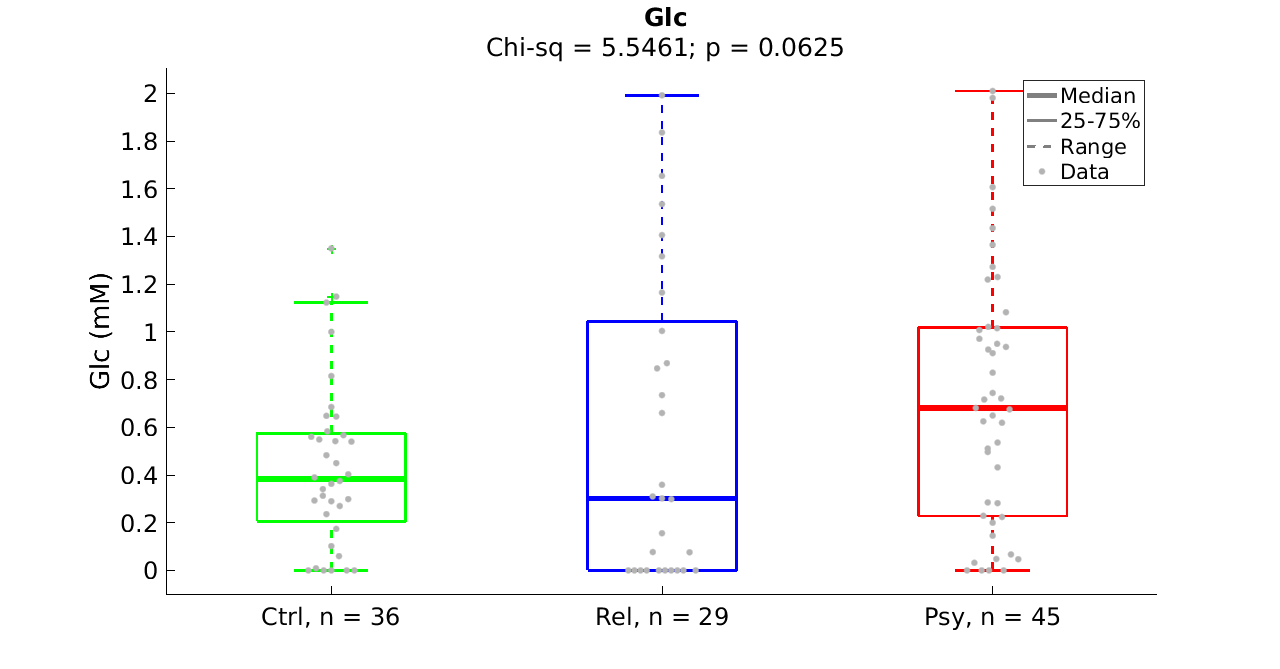 Glc
Chi-sq = 5.5461; p = 0.0625
Glc (mM)
2
1.8
1.6
1.4
1.2
1
0.8
0.6
0.4
0.2
0
Median
25-75%
Range
Data
Ctrl, n = 36
Rel, n = 29
Psy, n = 45